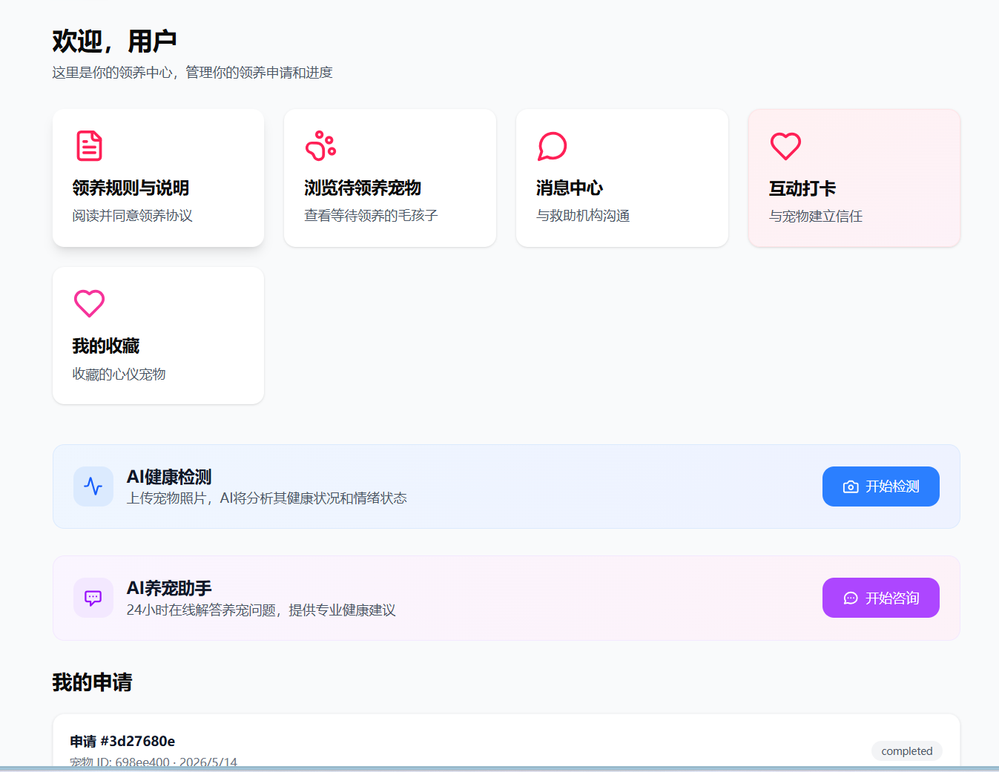 欢迎，用户
这里是你的领养中心，管理你的领养申请和进度
领养规则与说明
阅读并同意领养协议
浏览待领养宠物
查看等待领养的毛孩子
消息中心
与救助机构沟通
互动打卡
与宠物建立信任
我的收藏
收藏的心仪宠物
AI健康检测
上传宠物照片，AI将分析其健康状况和情绪状态
开始检测
AI养宠助手
24小时在线解答养宠问题，提供专业健康建议
开始咨询
我的申请
申请 #3d27680e
宠物 ID: 698ee400 · 2026/5/14
completed